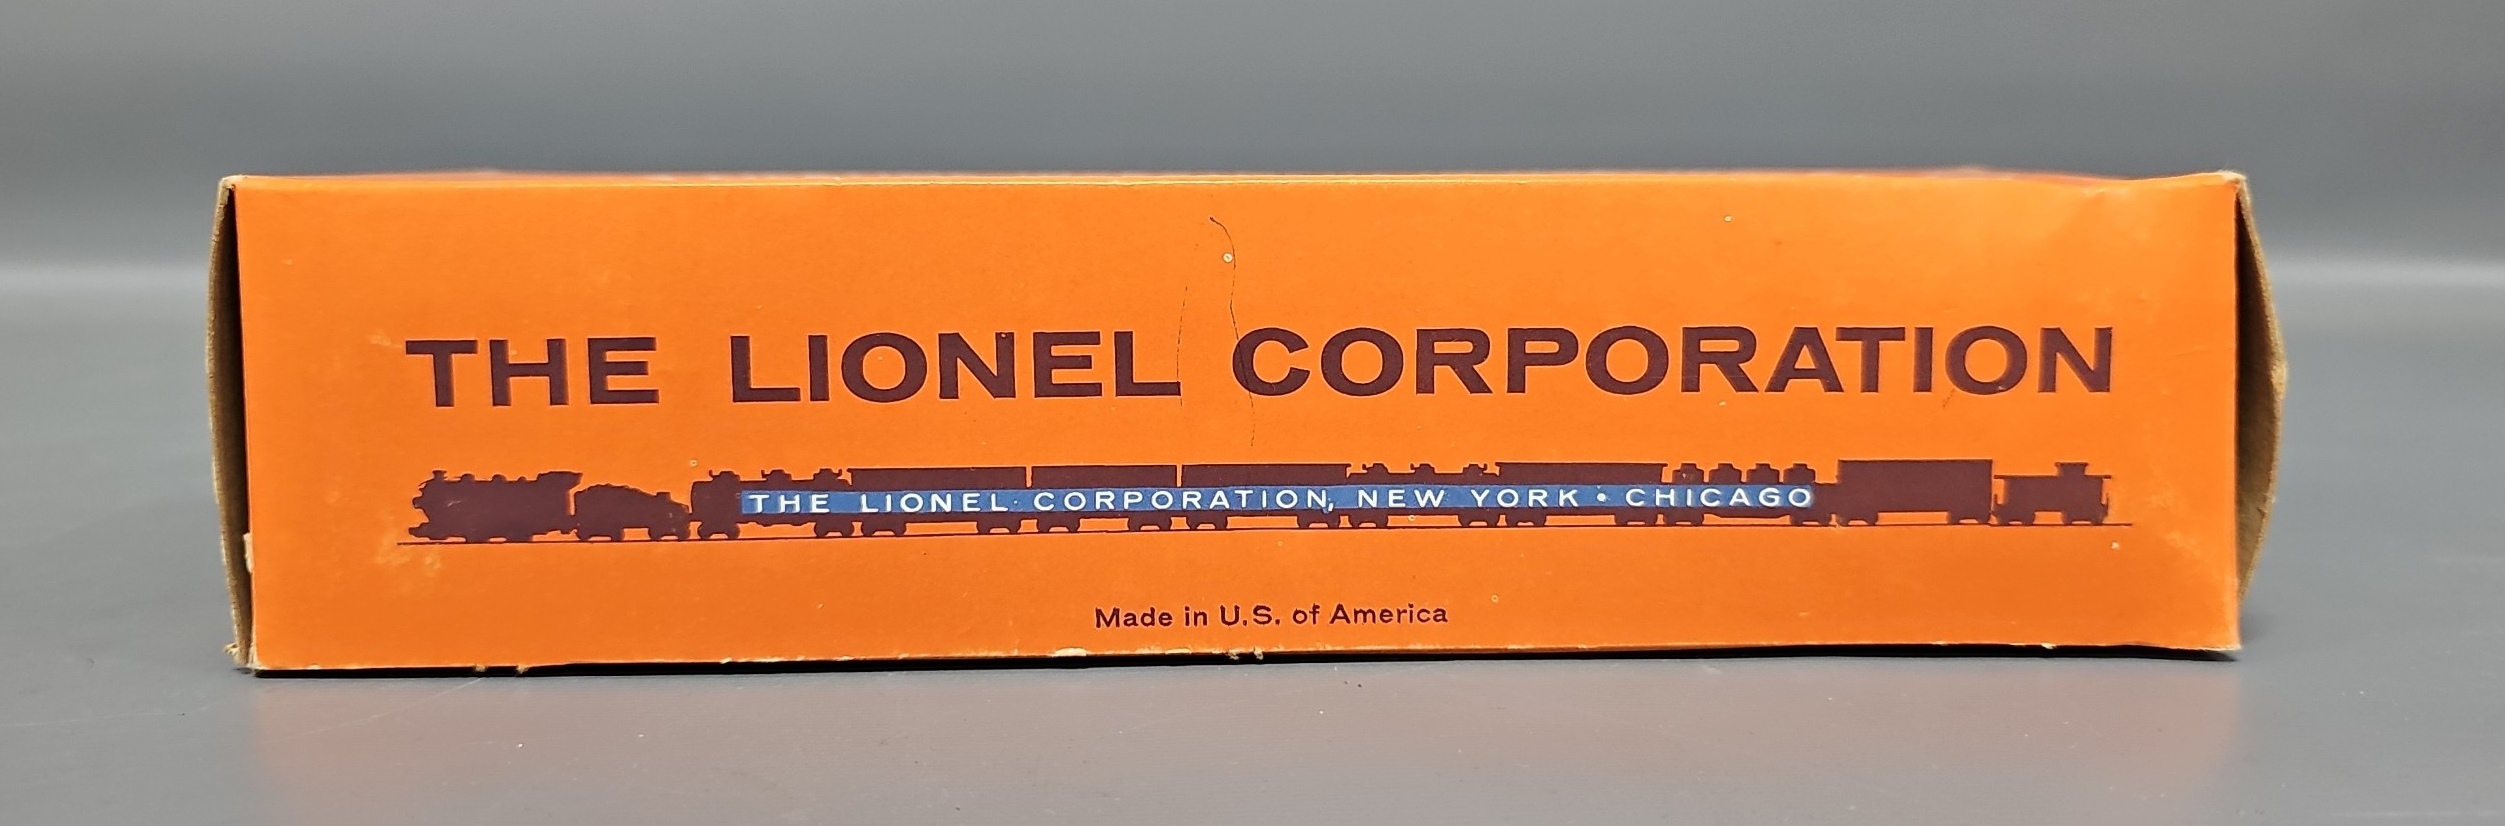 THE LIONEL CORPORATION
THE LIONEL CORPORATION, NEW YORK • CHICAGO
Made in U.S. of America